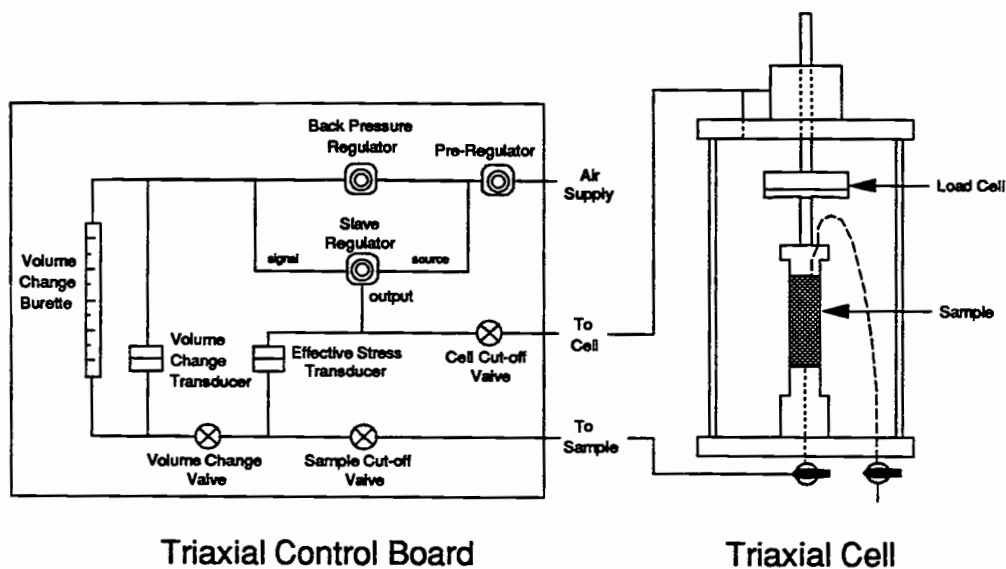 Back Pressure
Regulator
Pre-Regulator
Air
Supply
Slave
Regulator
signal
source
output
Volume
Change
Burette
Volume
Change
Transducer
Effective Stress
Transducer
Cell Cut-off
Valve
To
Cell
Volume Change
Valve
Sample Cut-off
Valve
To
Sample
Load Cell
Sample
Triaxial Control Board
Triaxial Cell